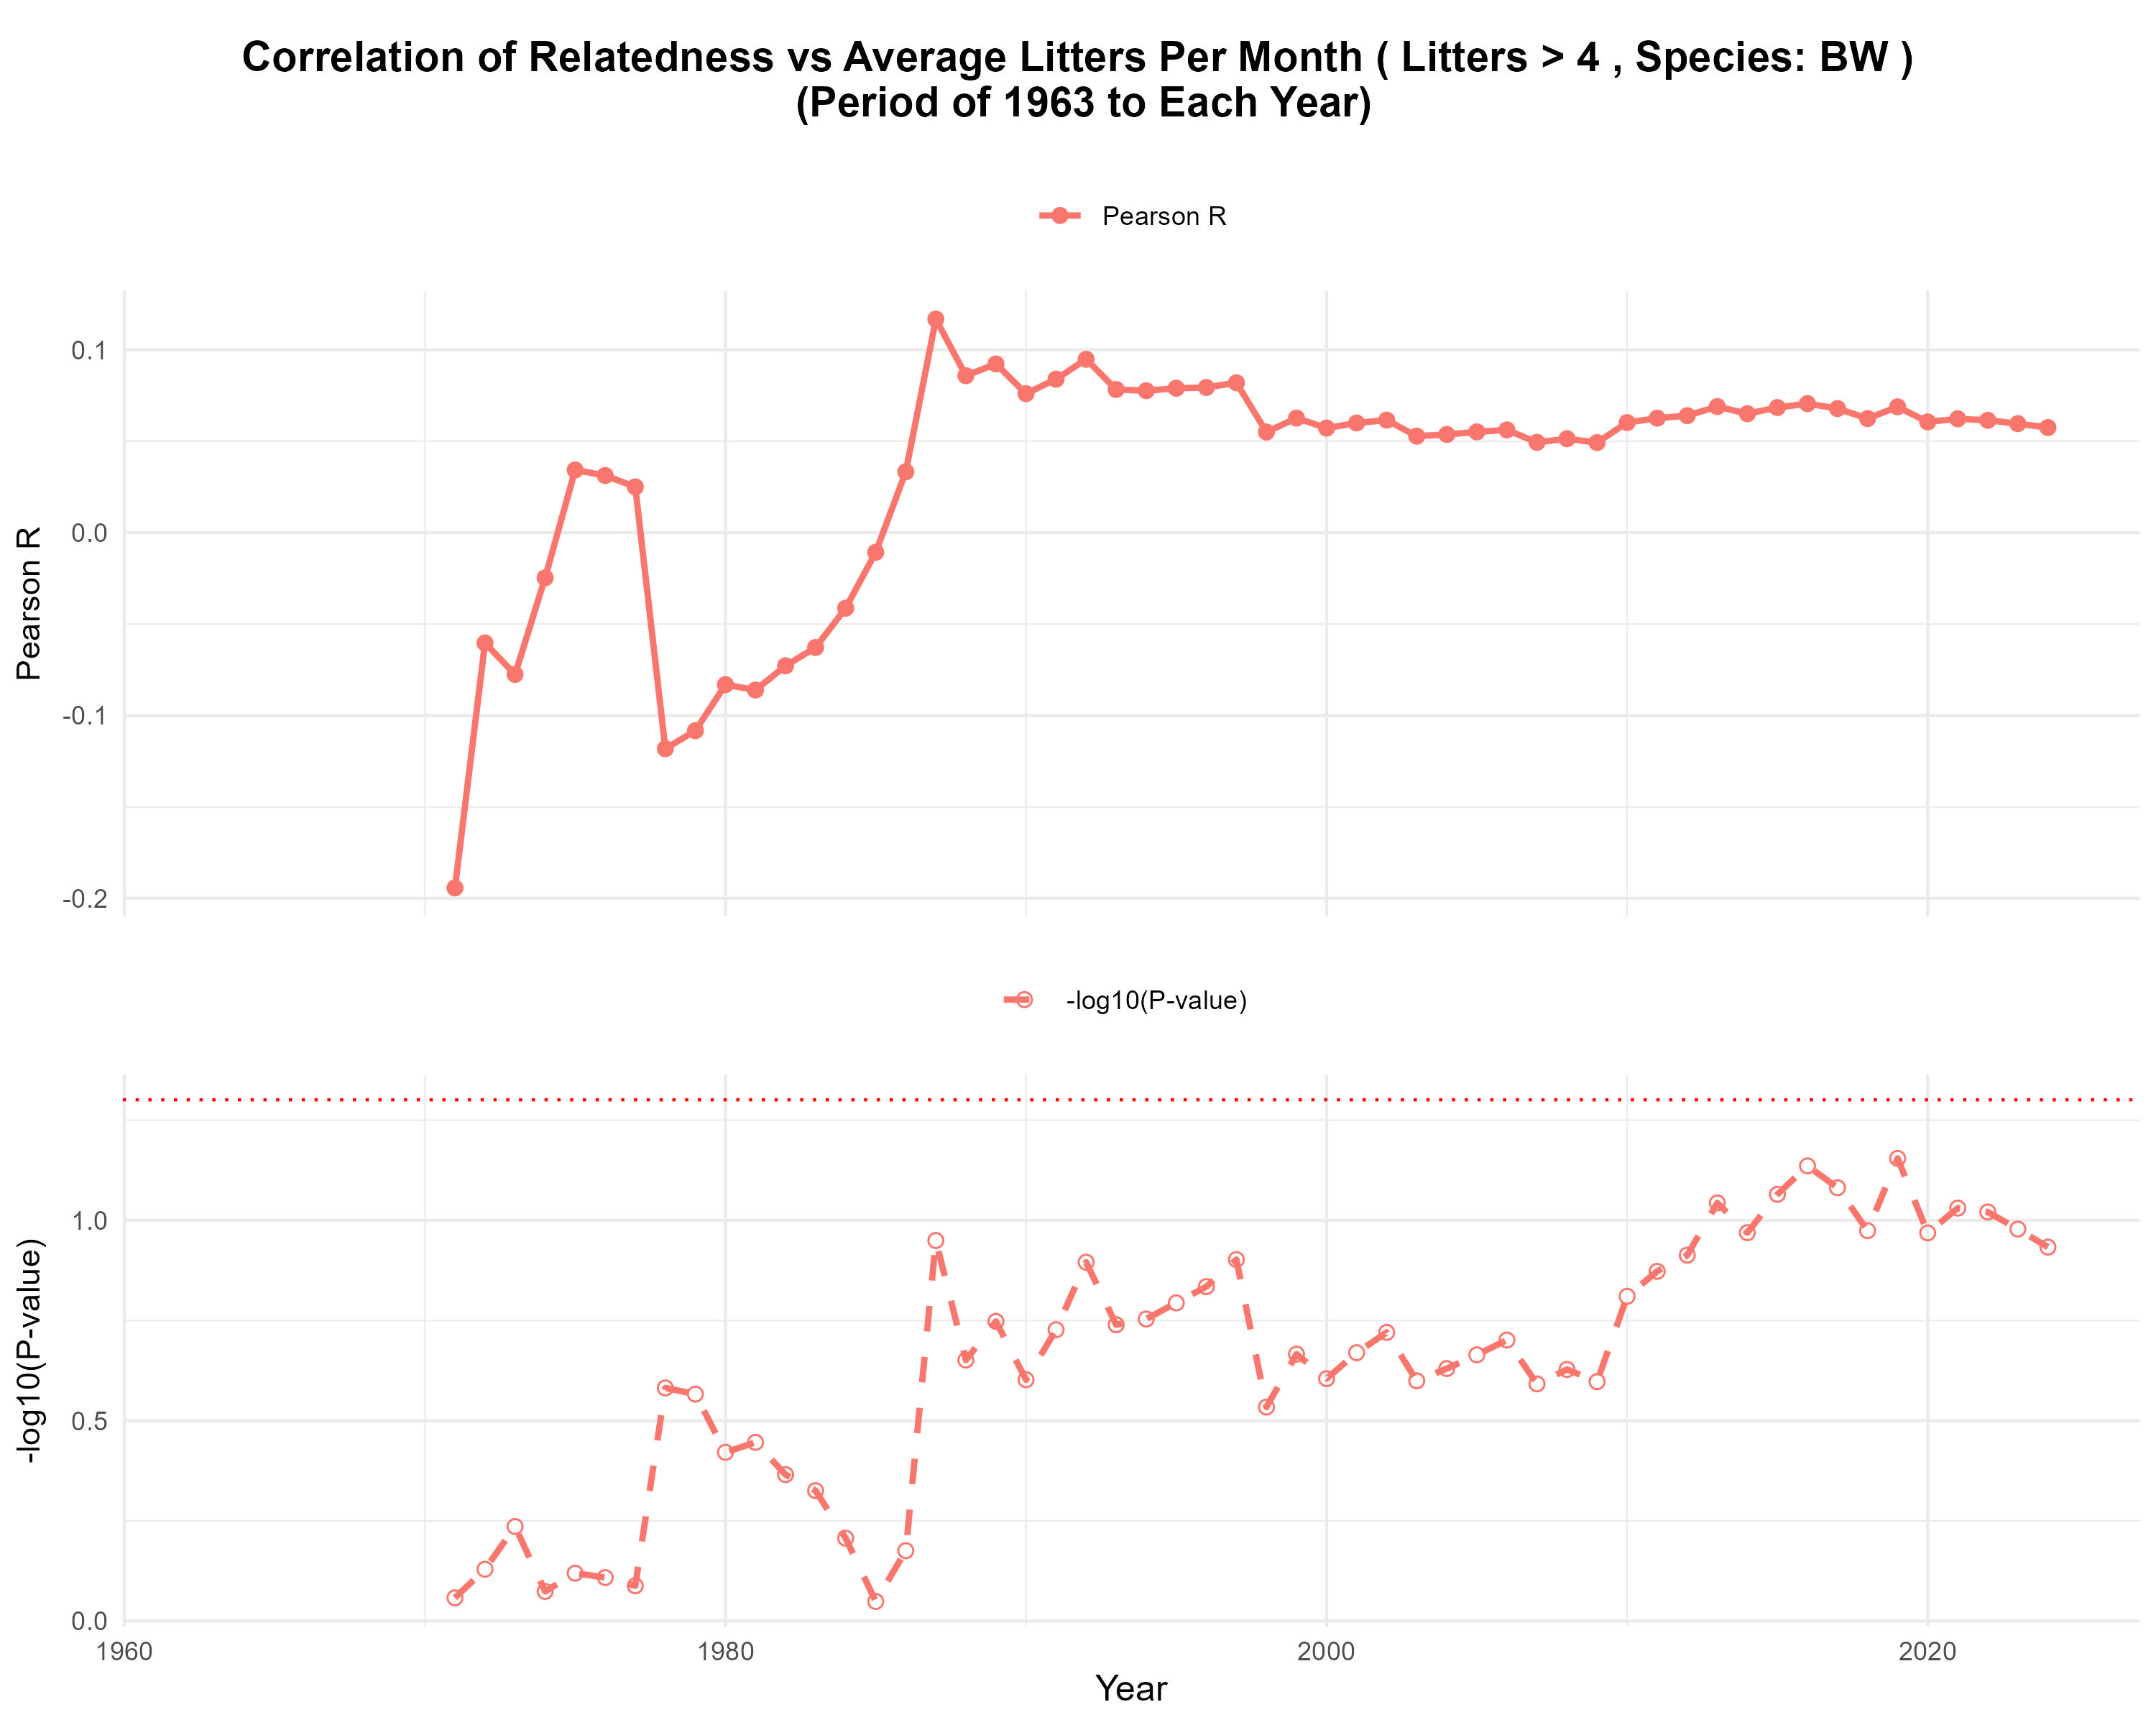 Correlation of Relatedness vs Average Litters Per Month ( Litters > 4 , Species: BW )
(Period of 1963 to Each Year)
Pearson R
0.1
0.0
-0.1
-0.2
Pearson R
-log10(P-value)
1.0
0.5
0.0
-log10(P-value)
1960
1980
2000
2020
Year